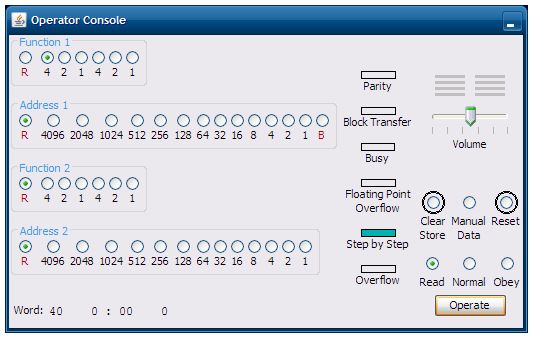 Operator Console
Function 1
R 4 2 1 4 2 1
Address 1
R 4096 2048 1024 512 256 128 64 32 16 8 4 2 1 B
Function 2
R 4 2 1 4 2 1
Address 2
R 4096 2048 1024 512 256 128 64 32 16 8 4 2 1
Word: 40 0 : 00 0
Parity
Block Transfer
Busy
Floating Point
Overflow
Step by Step
Overflow
Volume
Clear Manual Reset
Store Data
Read Normal Obey
Operate